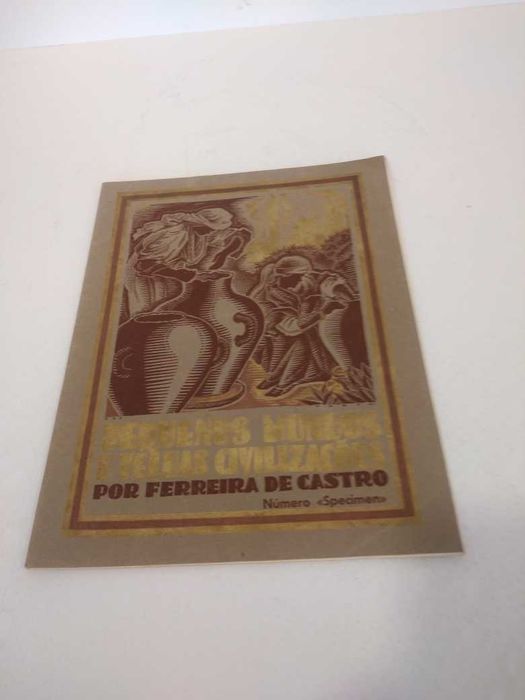 PEQUENOS MUNDOS
E VELHAS CIVILIZAÇÕES
POR FERREIRA DE CASTRO
Número «Specimen»